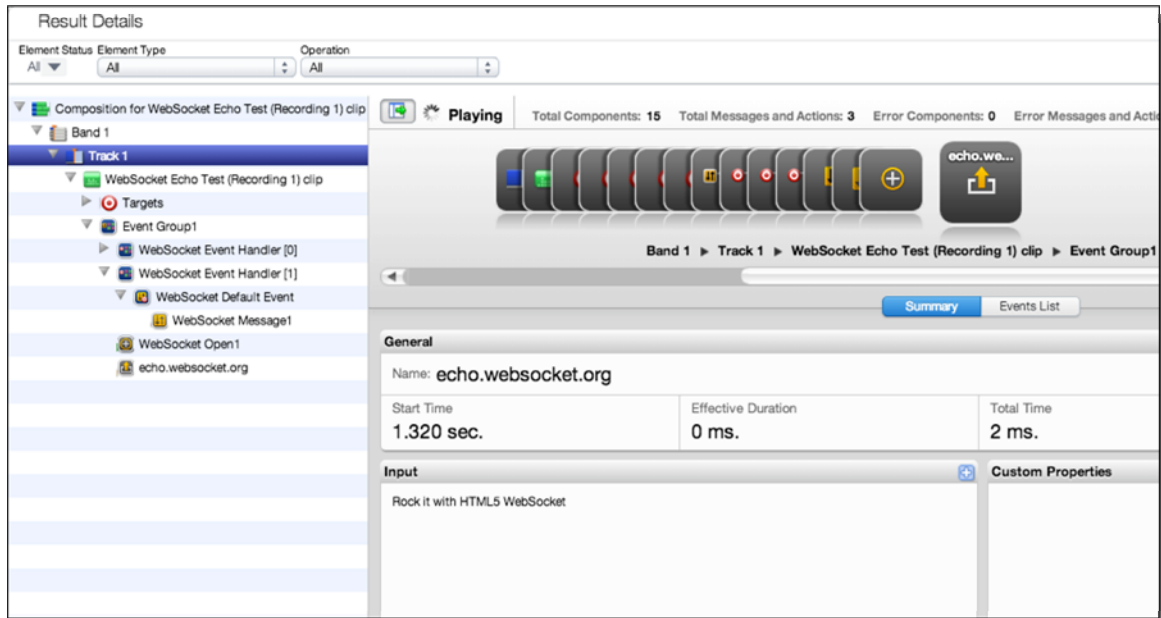 Result Details
Element Status Element Type Operation
All All All
Composition for WebSocket Echo Test (Recording 1) clip
Band 1
Track 1
WebSocket Echo Test (Recording 1) clip
Targets
Event Group1
WebSocket Event Handler [0]
WebSocket Event Handler [1]
WebSocket Default Event
WebSocket Message1
WebSocket Open1
echo.websocket.org
Playing Total Components: 15 Total Messages and Actions: 3 Error Components: 0 Error Messages and
echo.we...
Band 1 ▶ Track 1 ▶ WebSocket Echo Test (Recording 1) clip ▶ Event Group1
Summary Events List
General
Name: echo.websocket.org
Start Time Effective Duration Total Time
1.320 sec. 0 ms. 2 ms.
Input Custom Properties
Rock it with HTML5 WebSocket